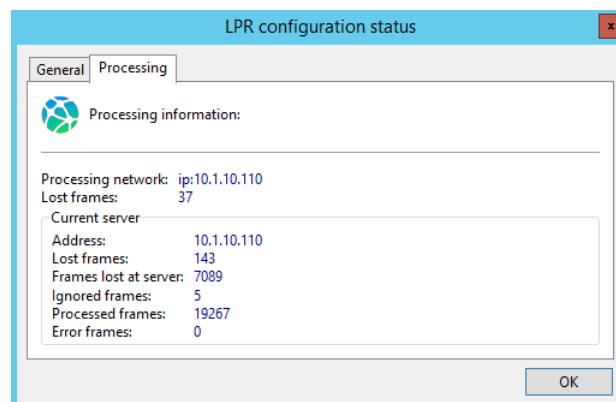 LPR configuration status
x
General Processing
Processing information:
Processing network: ip:10.1.10.110
Lost frames: 37
Current server
Address: 10.1.10.110
Lost frames: 143
Frames lost at server: 7089
Ignored frames: 5
Processed frames: 19267
Error frames: 0
OK